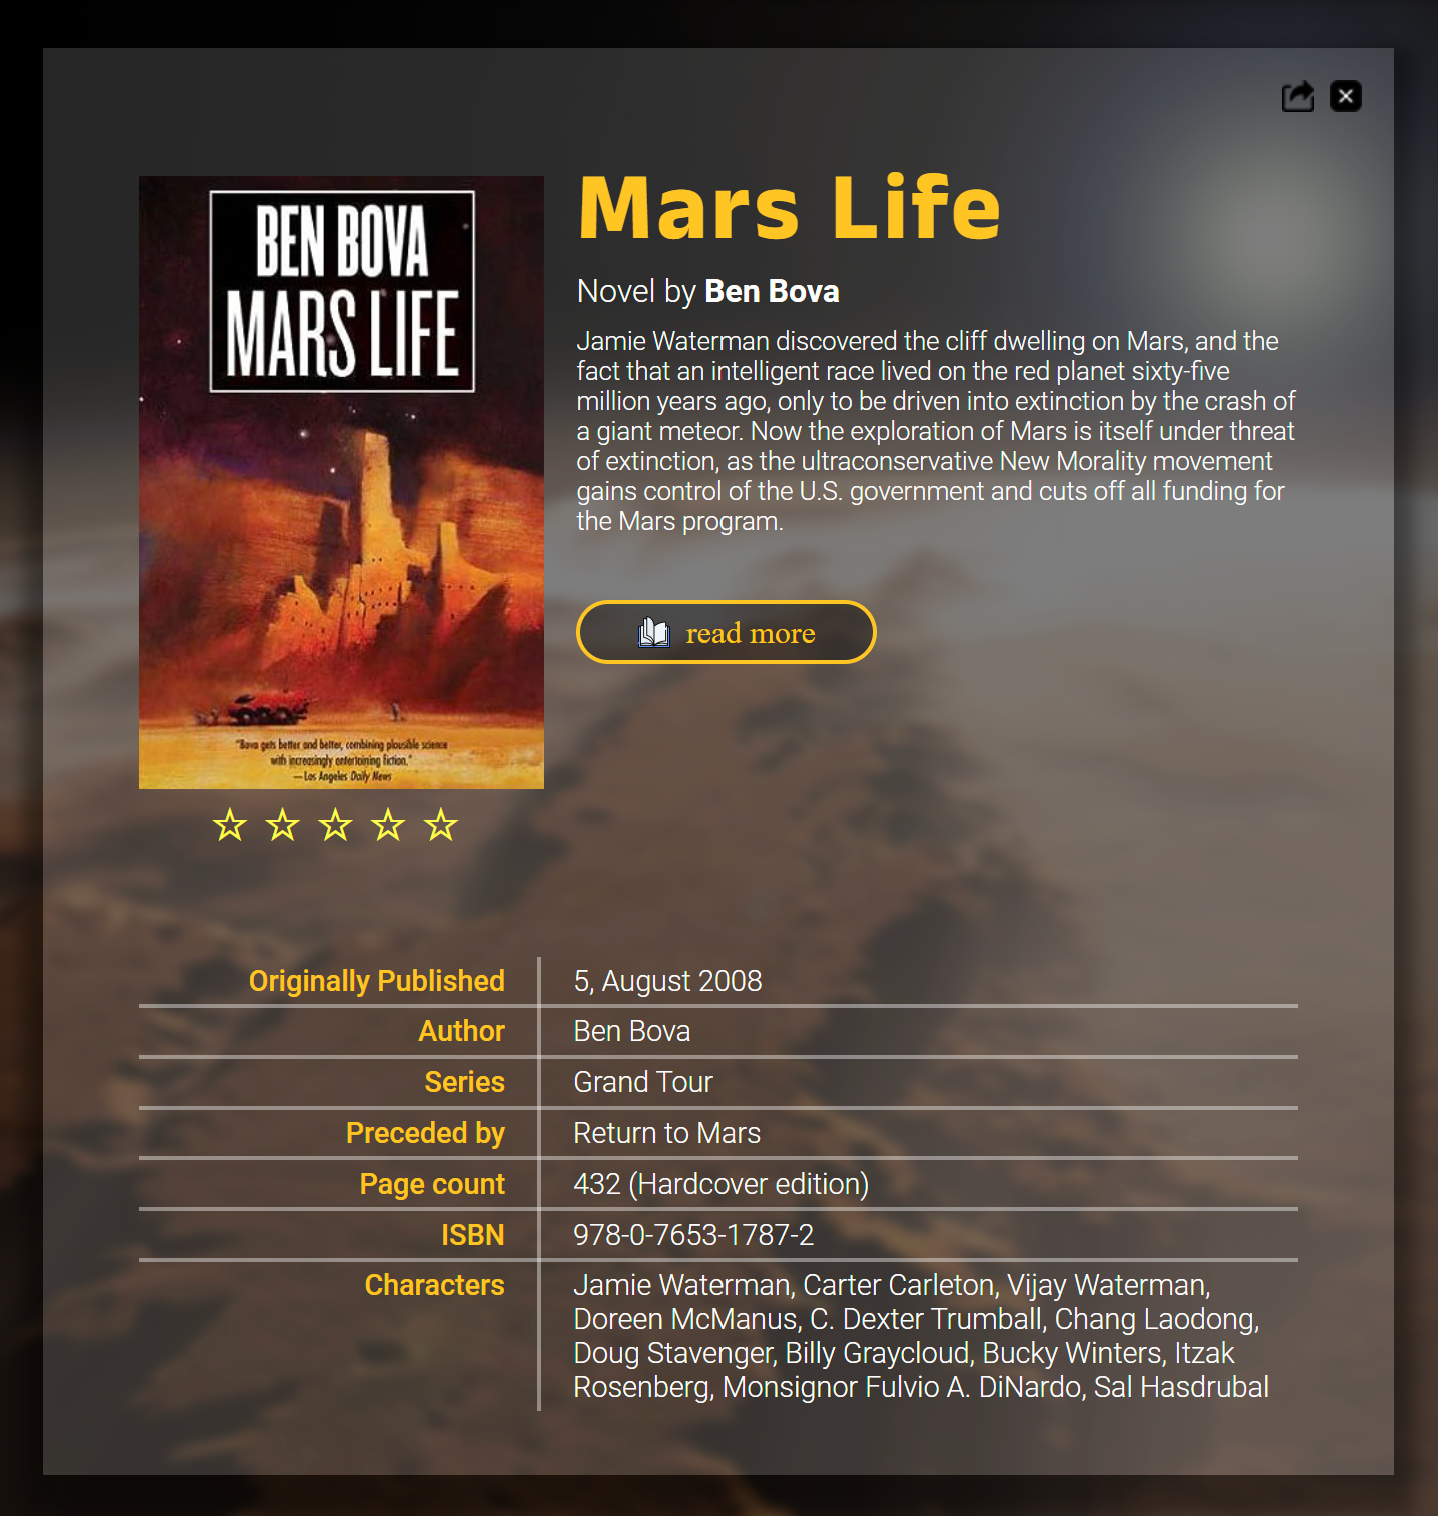 BEN BOVA
MARS LIFE
"Bova gets better and better, combining plausible science
with increasingly entertaining fiction."
—Los Angeles Daily News
Mars Life
Novel by Ben Bova
Jamie Waterman discovered the cliff dwelling on Mars, and the
fact that an intelligent race lived on the red planet sixty-five
million years ago, only to be driven into extinction by the crash of
a giant meteor. Now the exploration of Mars is itself under threat
of extinction, as the ultraconservative New Morality movement
gains control of the U.S. government and cuts off all funding for
the Mars program.
read more
Originally Published 5, August 2008
Author Ben Bova
Series Grand Tour
Preceded by Return to Mars
Page count 432 (Hardcover edition)
ISBN 978-0-7653-1787-2
Characters Jamie Waterman, Carter Carleton, Vijay Waterman,
Doreen McManus, C. Dexter Trumball, Chang Laodong,
Doug Stavenger, Billy Graycloud, Bucky Winters, Itzak
Rosenberg, Monsignor Fulvio A. DiNardo, Sal Hasdrubal